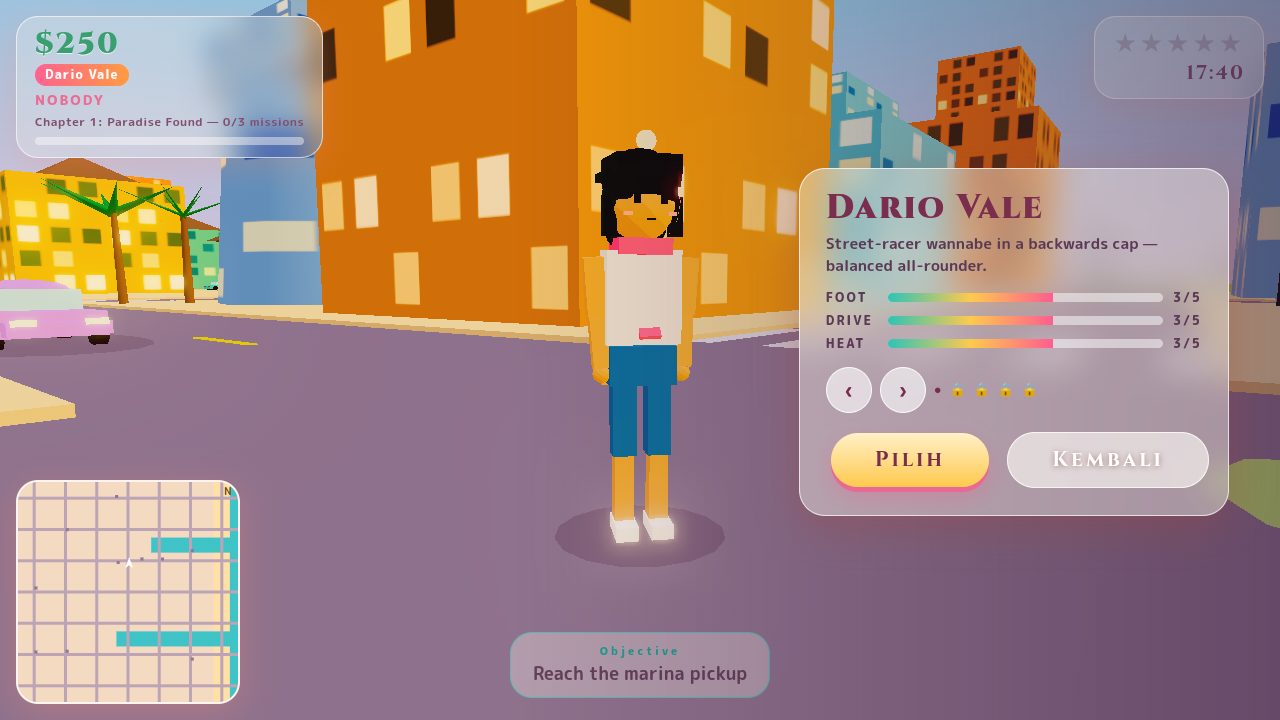 $250
Dario Vale
NOBODY
Chapter 1: Paradise Found — 0/3 missions
★★★★★
17:40
Dario Vale
Street-racer wannabe in a backwards cap —
balanced all-rounder.
FOOT 3/5
DRIVE 3/5
HEAT 3/5
‹ › • 🔒 🔒 🔒 🔒
Pilih Kembali
N
Objective
Reach the marina pickup